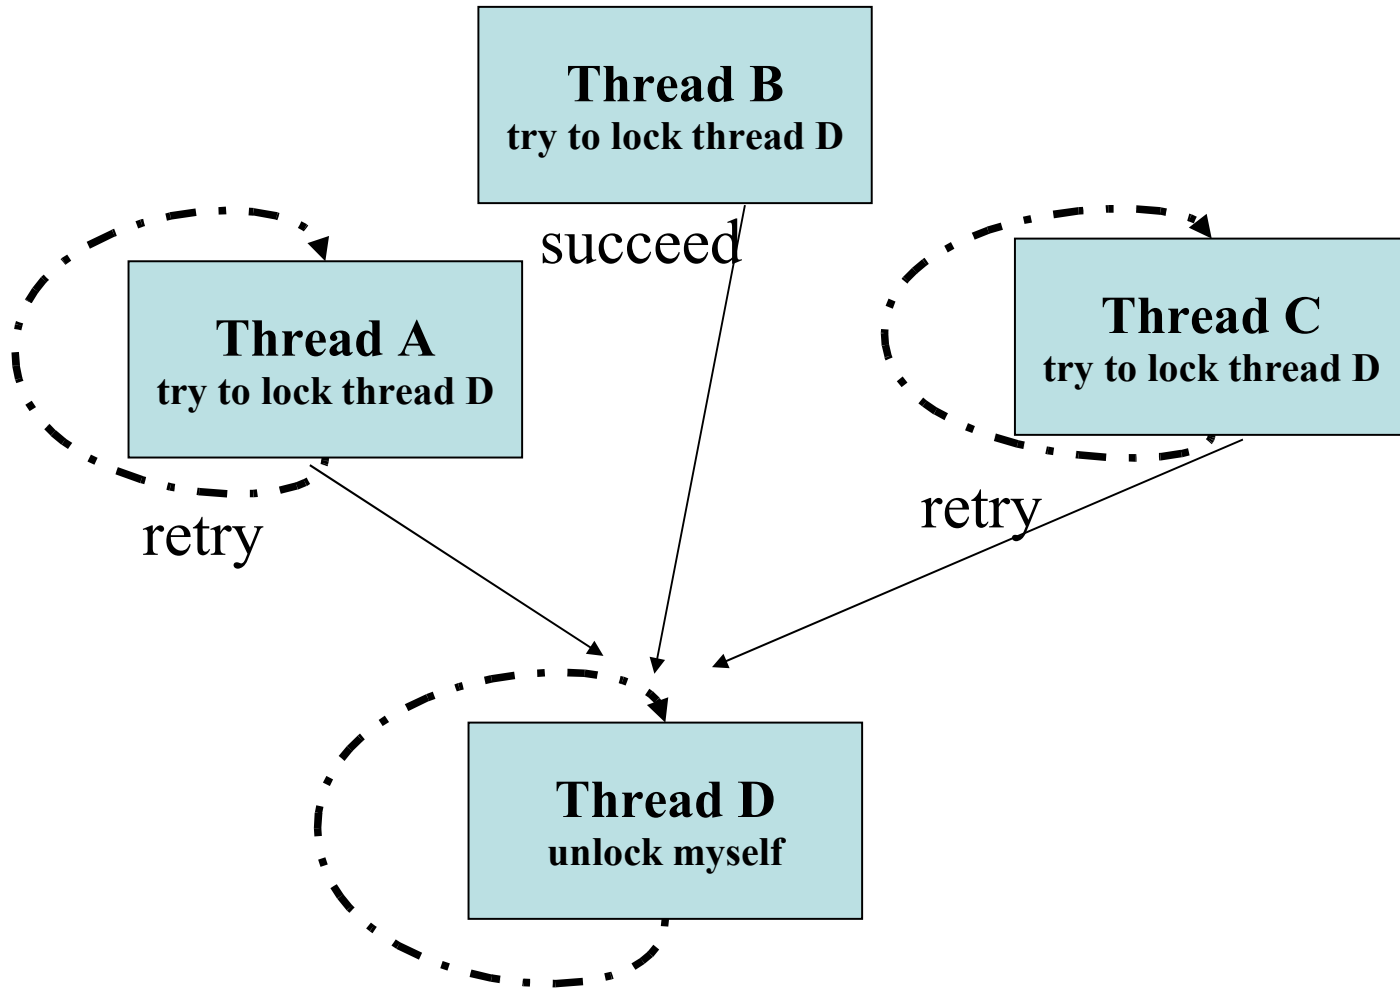 Thread B
try to lock thread D
succeed
Thread A
try to lock thread D
retry
Thread C
try to lock thread D
retry
Thread D
unlock myself